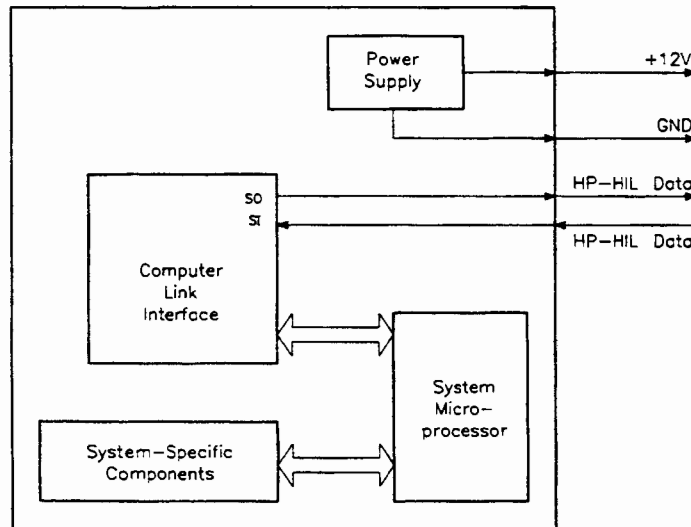 Power
Supply
+12V
GND
SO
HP-HIL Data
SI
HP-HIL Data
Computer
Link
Interface
System
Micro-
processor
System-Specific
Components